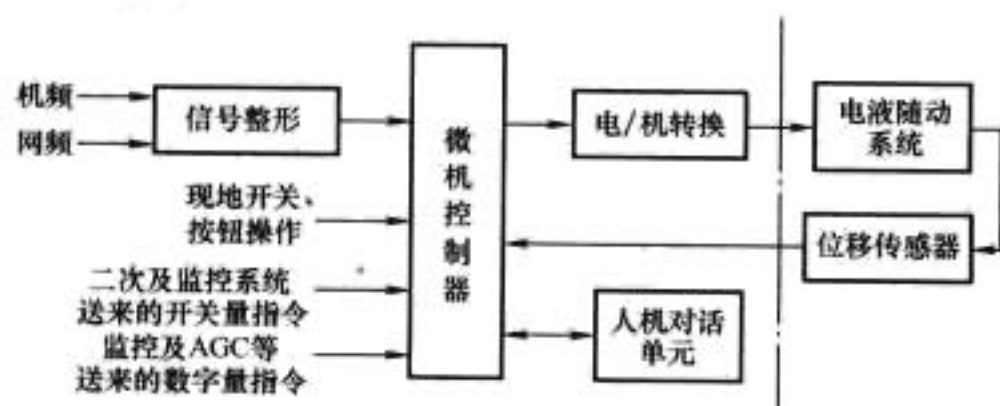 机频
网频
信号整形
现地开关、
按钮操作
二次及监控系统
送来的开关量指令
监控及AGC等
送来的数字量指令
微机控制器
电/机转换
电液随动
系统
位移传感器
人机对话
单元